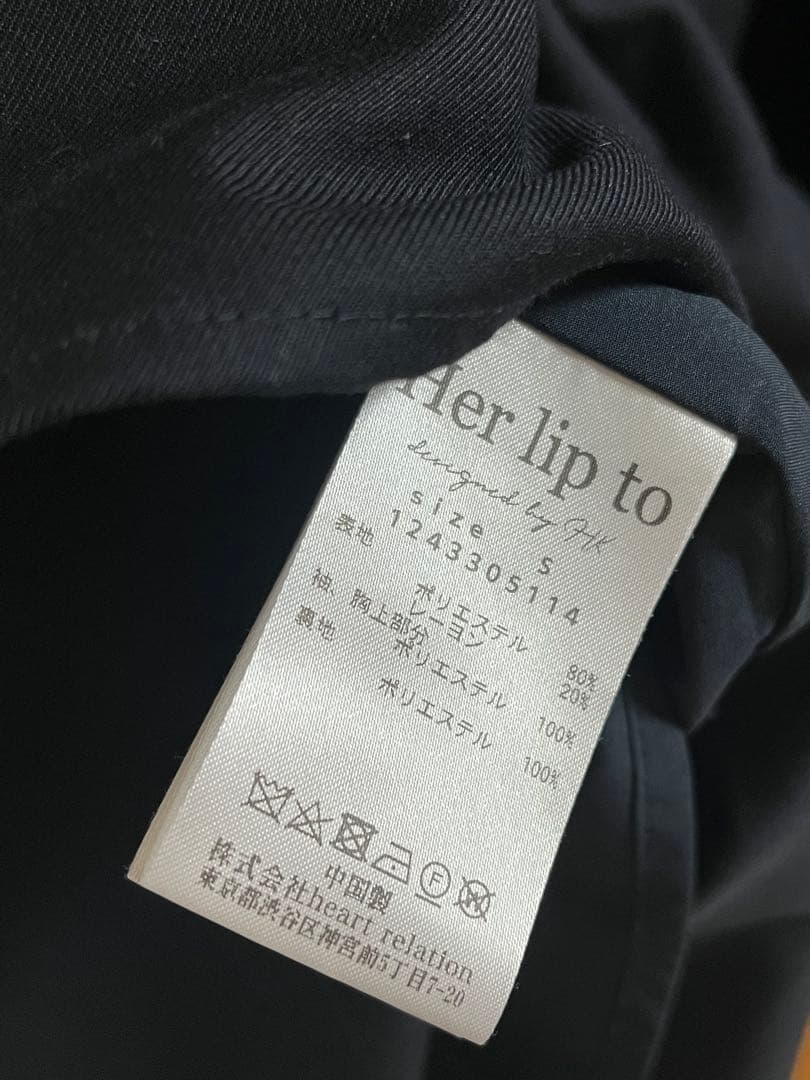 Her lip to
designed by HK
size S
1243305114
表地
ポリエステル 80%
レーヨン 20%
袖、胸上部分
ポリエステル 100%
裏地
ポリエステル 100%
F
中国製
株式会社heart relation
東京都渋谷区神宮前5丁目7-20